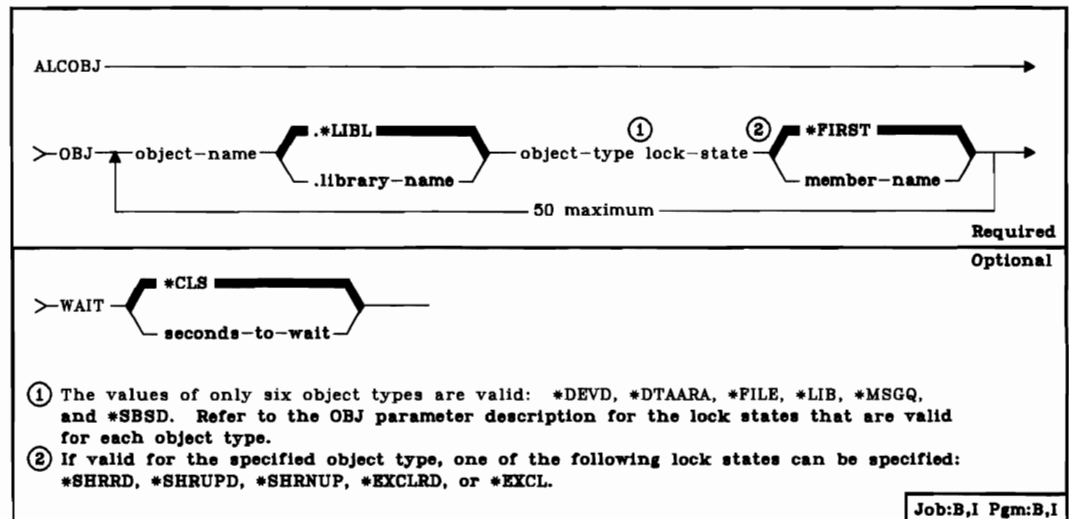 ALCOBJ
OBJ object-name .*LIBL .library-name ① object-type lock-state ② *FIRST member-name
50 maximum
Required
Optional
WAIT *CLS seconds-to-wait
① The values of only six object types are valid: *DEVD, *DTAARA, *FILE, *LIB, *MSGQ,
and *SBSD. Refer to the OBJ parameter description for the lock states that are valid
for each object type.
② If valid for the specified object type, one of the following lock states can be specified:
*SHRRD, *SHRUPD, *SHRNUP, *EXCLRD, or *EXCL.
Job:B,I Pgm:B,I